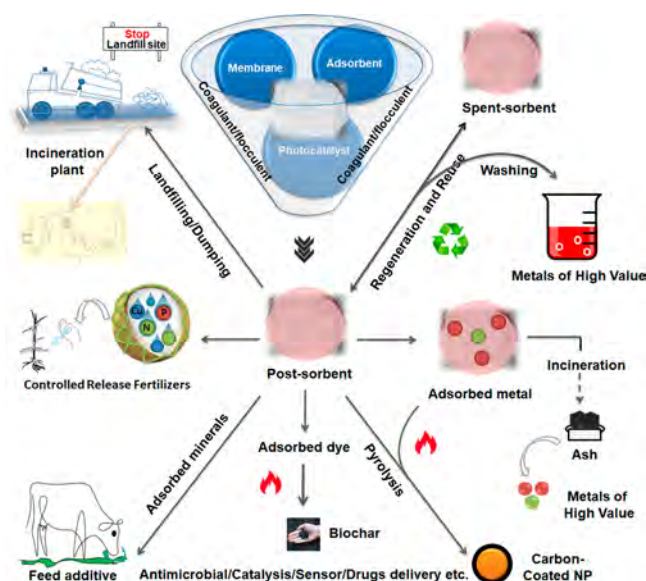 Stop
Landfill site
Membrane
Adsorbent
Photocatalyst
Coagulant/flocculent
Coagulant/flocculent
Spent-sorbent
Incineration
plant
Landfilling/Dumping
Regeneration and Reuse
Washing
Metals of High Value
Cu
P
N
Controlled Release Fertilizers
Post-sorbent
Adsorbed metal
Incineration
Ash
Metals of
High Value
Adsorbed minerals
Adsorbed dye
Pyrolysis
Biochar
Feed additive
Antimicrobial/Catalysis/Sensor/Drugs delivery etc.
Carbon-
Coated NP